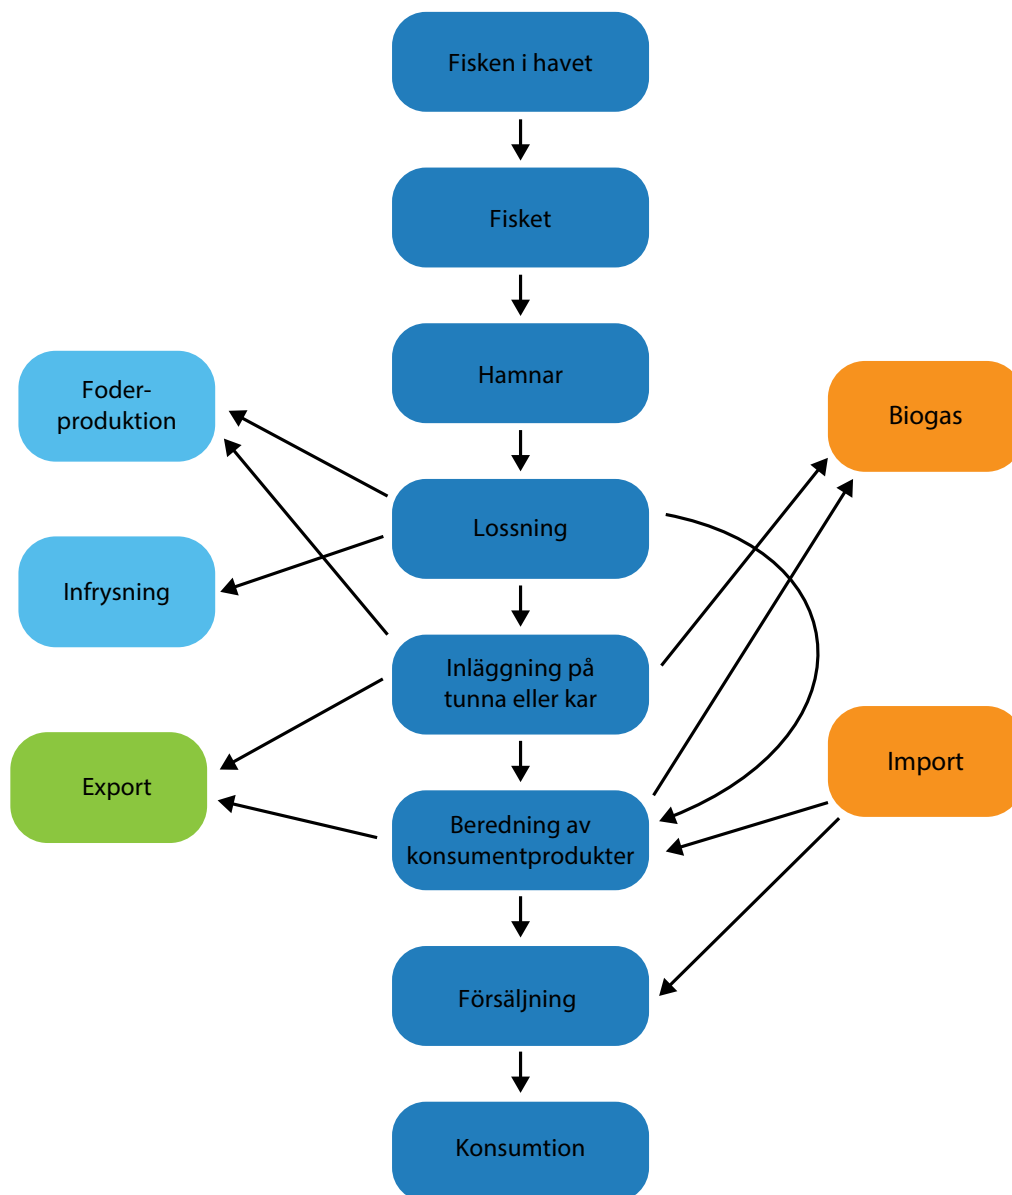 Fisken i havet
Fisket
Hamnar
Foder-
produktion
Biogas
Lossning
Infrysning
Inläggning på
tunna eller kar
Export
Import
Beredning av
konsumentprodukter
Försäljning
Konsumtion